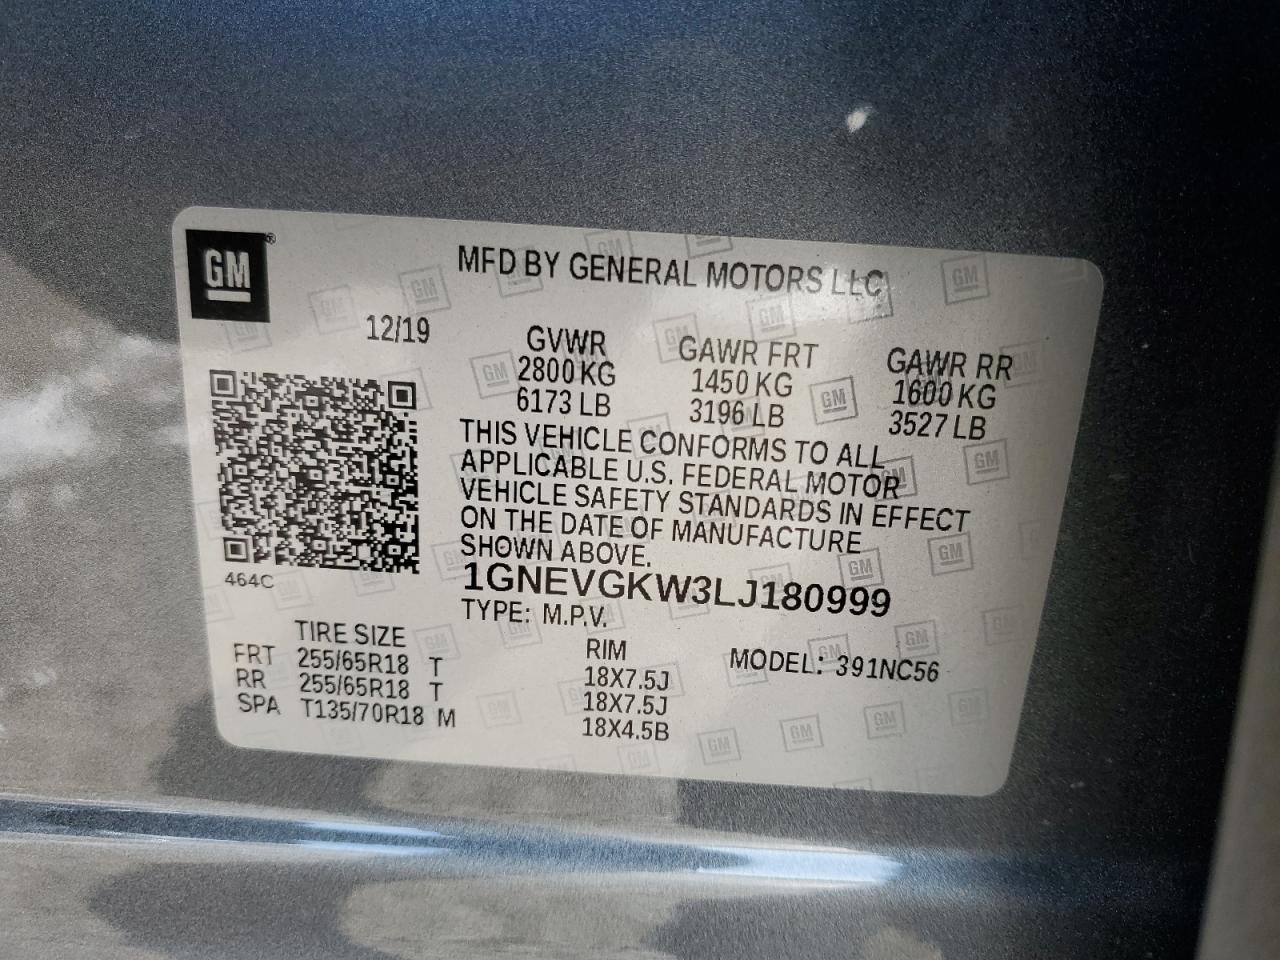 GM®
MFD BY GENERAL MOTORS LLC
12/19
GVWR GAWR FRT GAWR RR
2800 KG 1450 KG 1600 KG
6173 LB 3196 LB 3527 LB
THIS VEHICLE CONFORMS TO ALL
APPLICABLE U.S. FEDERAL MOTOR
VEHICLE SAFETY STANDARDS IN EFFECT
ON THE DATE OF MANUFACTURE
SHOWN ABOVE.
464C
1GNEVGKW3LJ180999
TYPE: M.P.V.
TIRE SIZE RIM MODEL: 391NC56
FRT 255/65R18 T 18X7.5J
RR 255/65R18 T 18X7.5J
SPA T135/70R18 M 18X4.5B